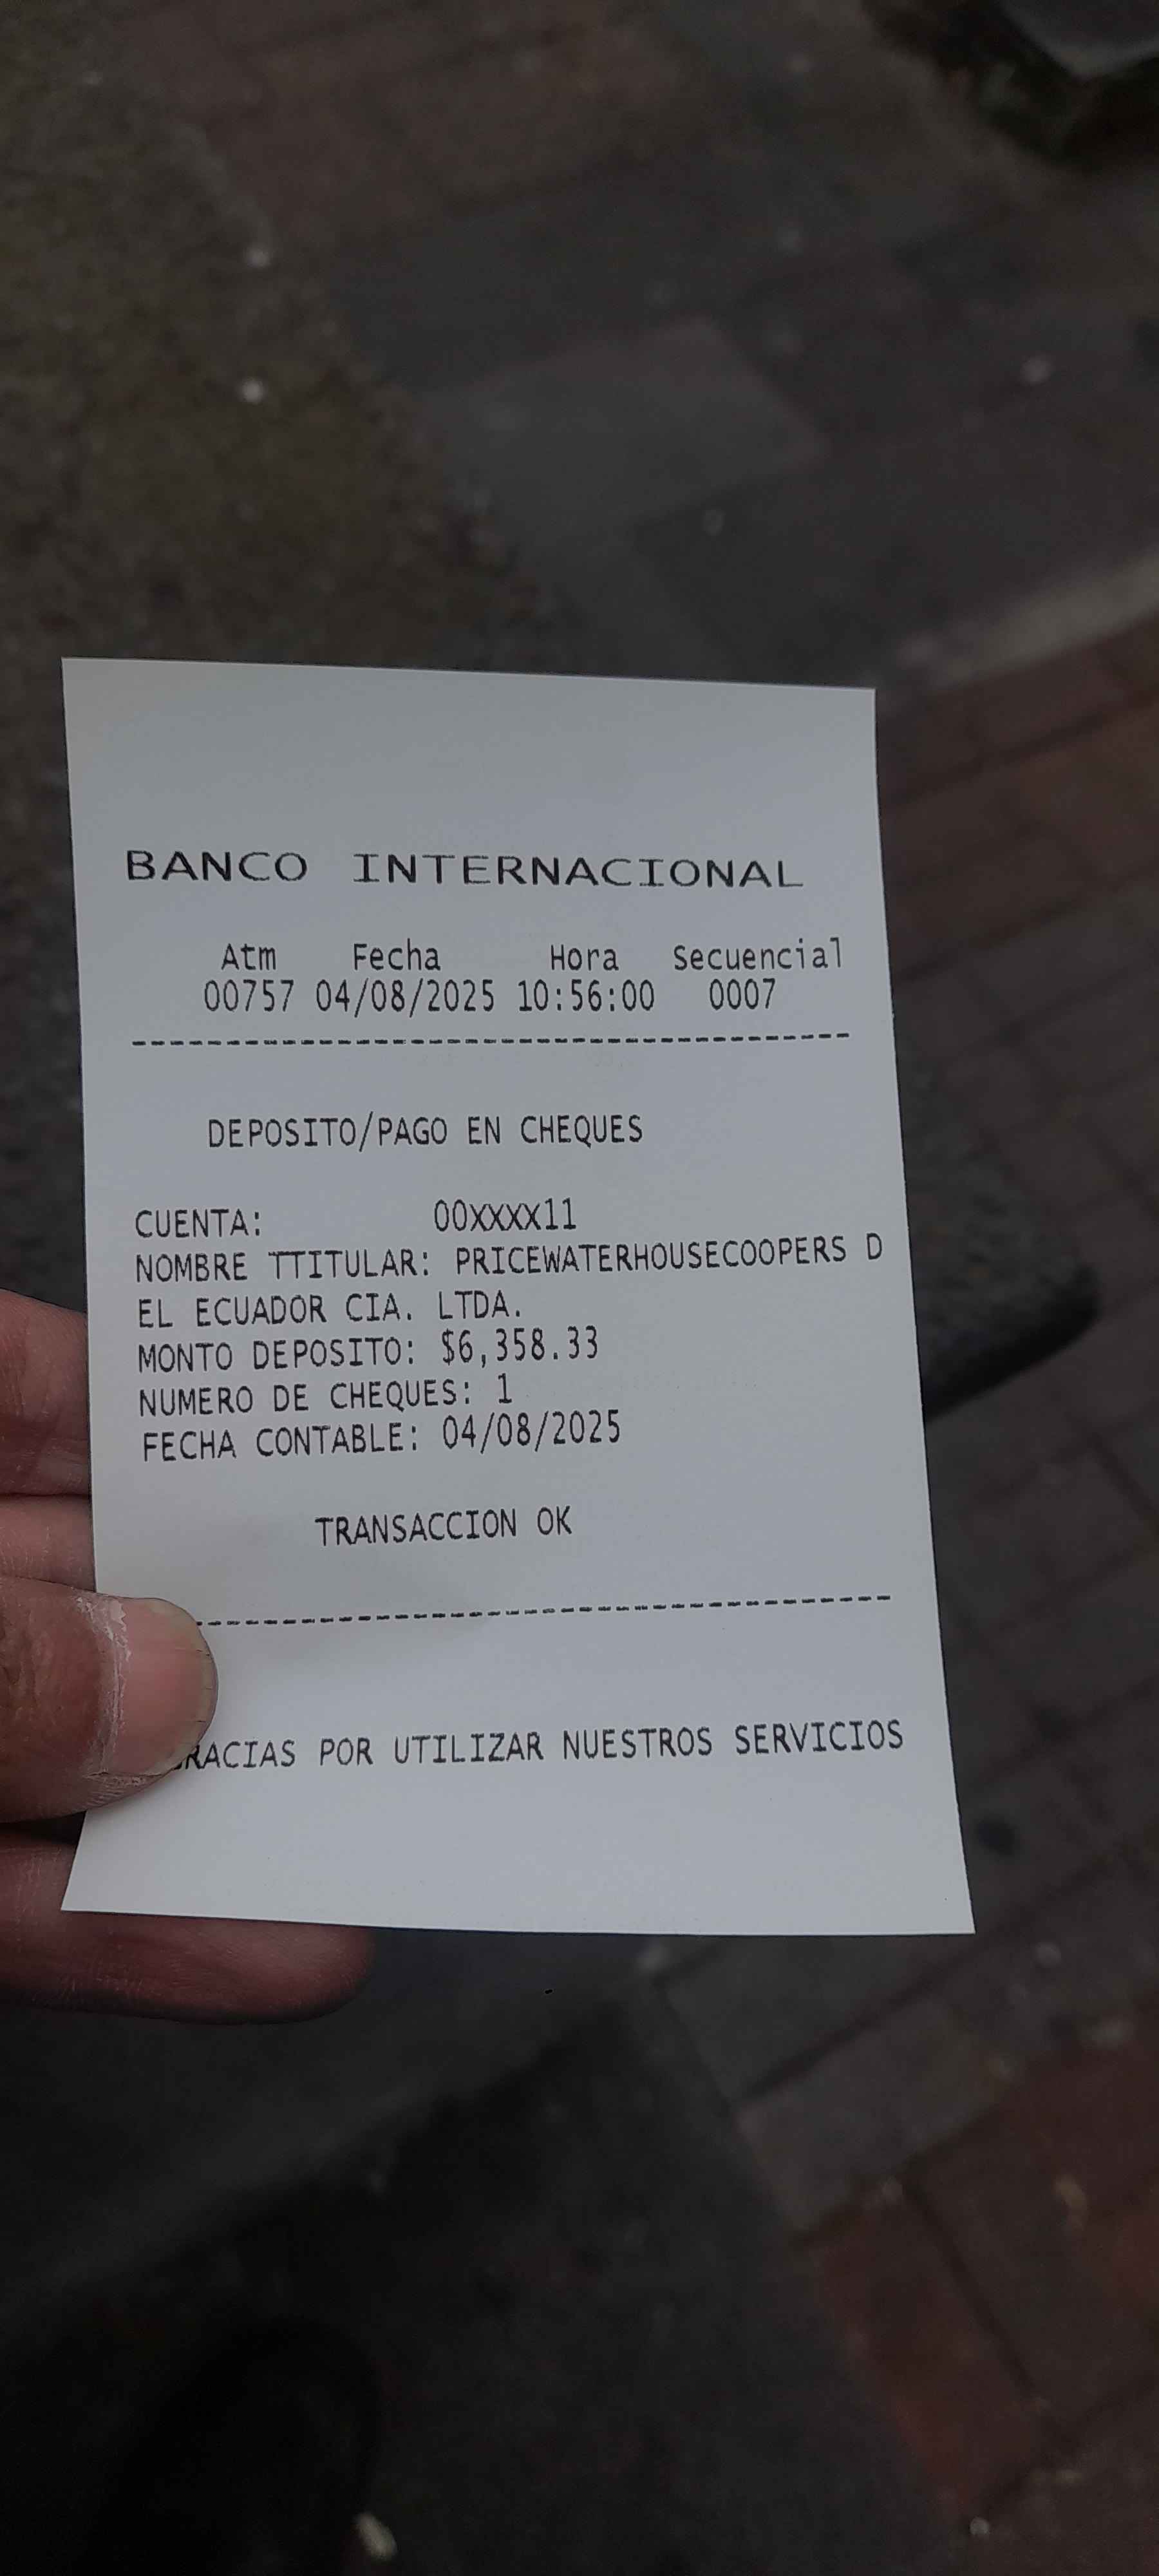 BANCO INTERNACIONAL
Atm Fecha Hora Secuencial
00757 04/08/2025 10:56:00 0007
--------------------------------------
DEPOSITO/PAGO EN CHEQUES
CUENTA: 00xxxx11
NOMBRE TTITULAR: PRICEWATERHOUSECOOPERS D
EL ECUADOR CIA. LTDA.
MONTO DEPOSITO: $6,358.33
NUMERO DE CHEQUES: 1
FECHA CONTABLE: 04/08/2025
TRANSACCION OK
--------------------------------------
GRACIAS POR UTILIZAR NUESTROS SERVICIOS